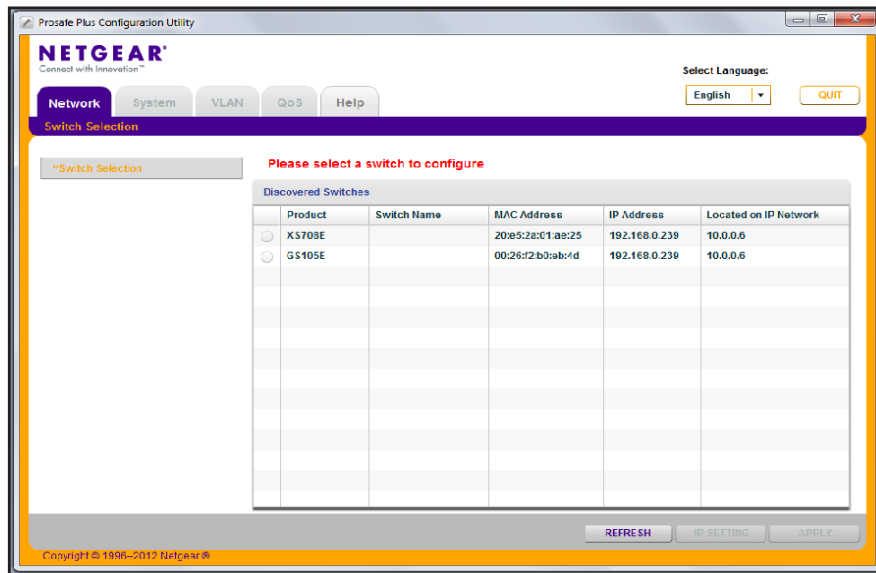 Prosafe Plus Configuration Utility
NETGEAR®
Connect with Innovation™
Select Language:
English
QUIT
Network System VLAN QoS Help
Switch Selection
~Switch Selection
Please select a switch to configure
Discovered Switches
Product Switch Name MAC Address IP Address Located on IP Network
XS708E 20:e5:2a:01:ae:25 192.168.0.239 10.0.0.6
GS105E 00:26:f2:b0:eb:4d 192.168.0.239 10.0.0.6
REFRESH IP SETTING APPLY
Copyright © 1996–2012 Netgear ®